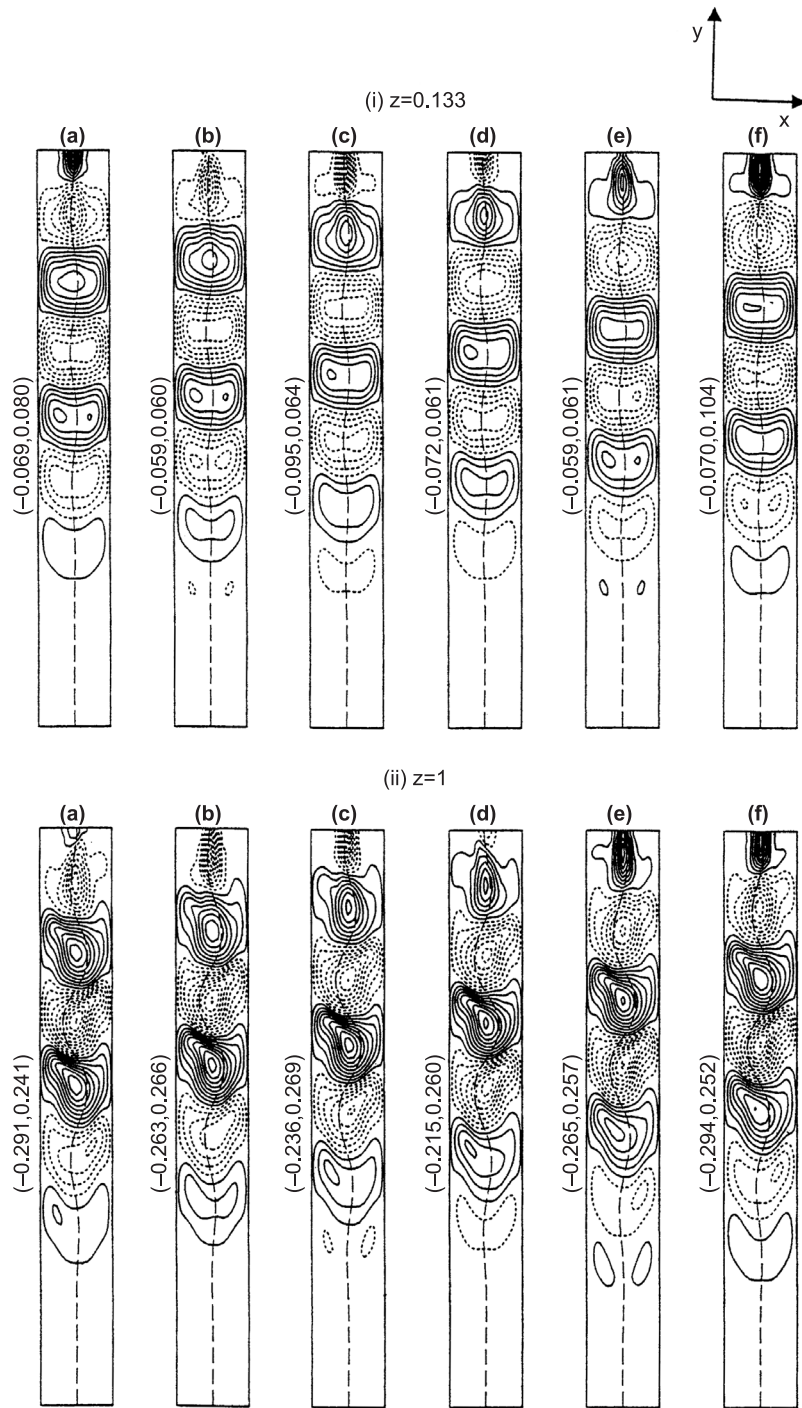 y
x
(i) z=0.133
(a) (b) (c) (d) (e) (f)
(−0.069,0.080)
(−0.059,0.060)
(−0.095,0.064)
(−0.072,0.061)
(−0.059,0.061)
(−0.070,0.104)
(ii) z=1
(a) (b) (c) (d) (e) (f)
(−0.291,0.241)
(−0.263,0.266)
(−0.236,0.269)
(−0.215,0.260)
(−0.265,0.257)
(−0.294,0.252)